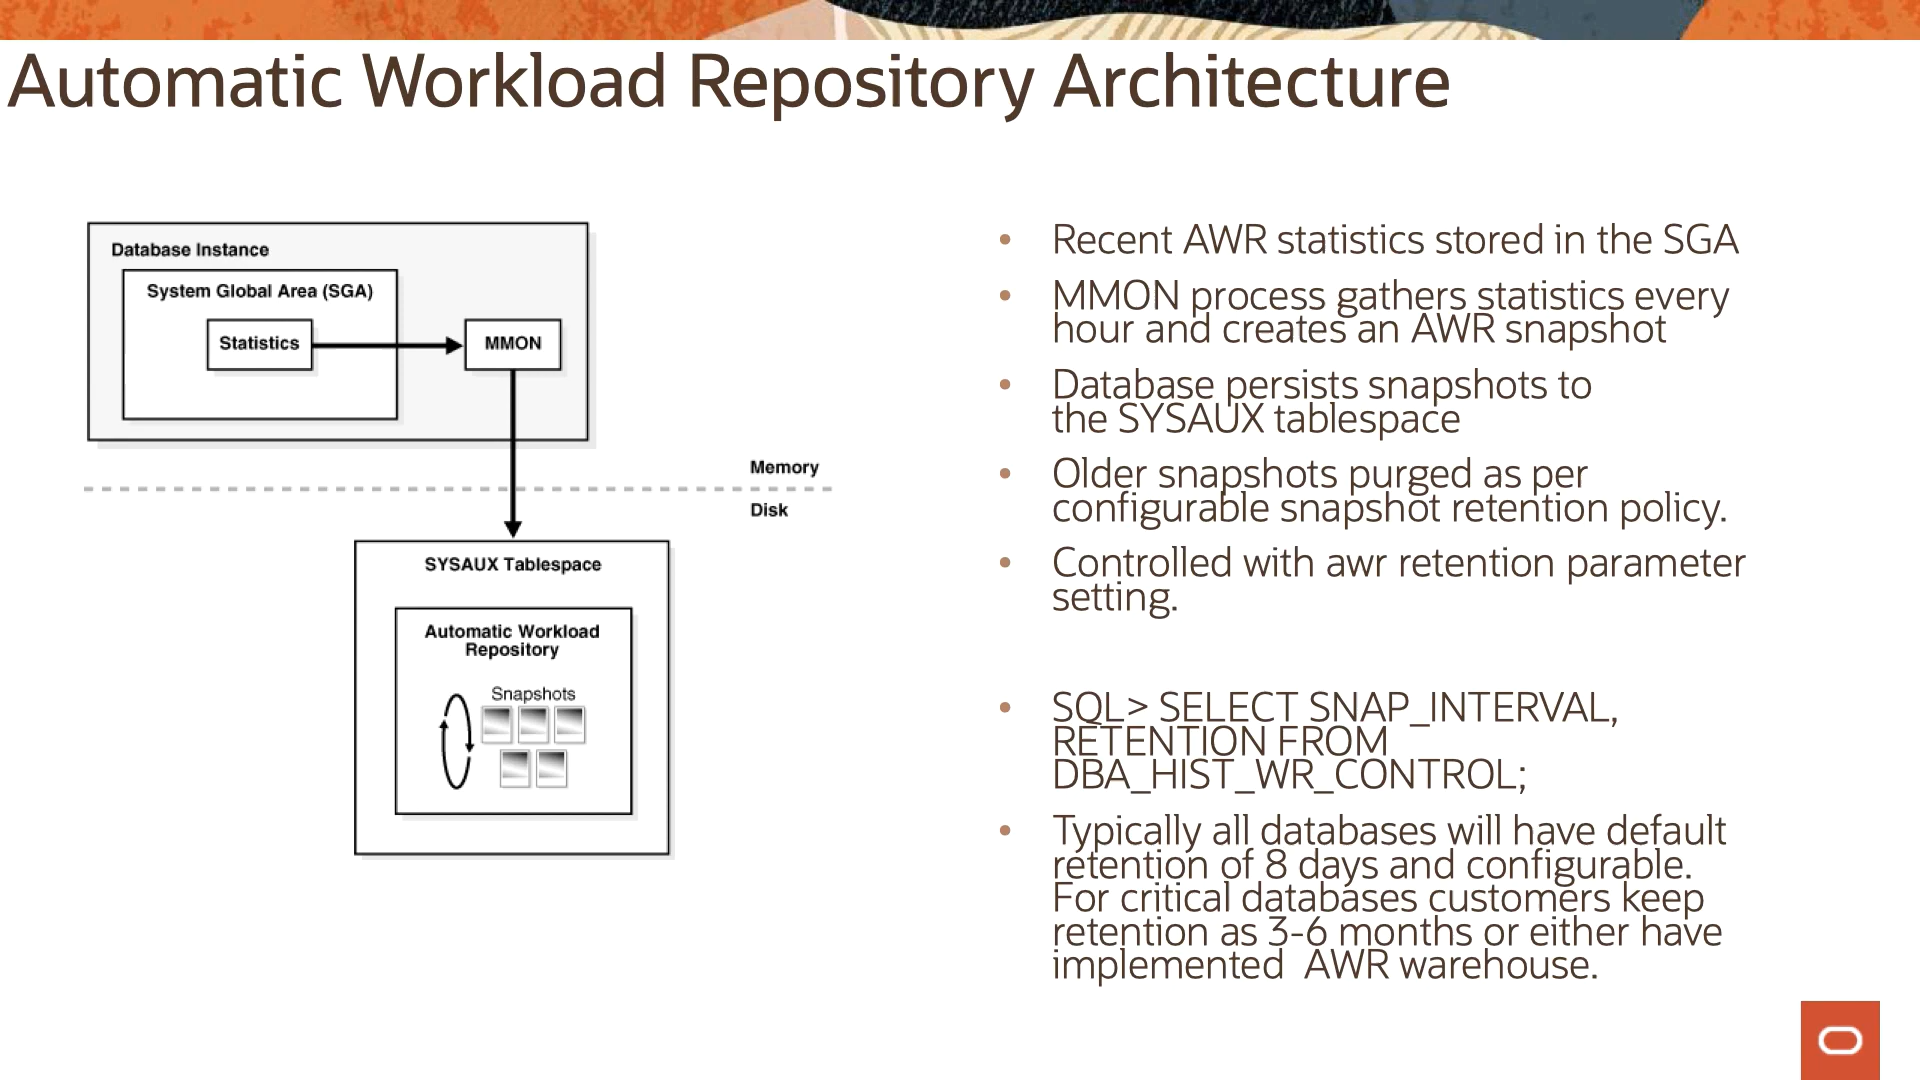 Automatic Workload Repository Architecture
Database Instance
System Global Area (SGA)
Statistics
MMON
Memory
Disk
SYSAUX Tablespace
Automatic Workload
Repository
Snapshots
• Recent AWR statistics stored in the SGA
• MMON process gathers statistics every
hour and creates an AWR snapshot
• Database persists snapshots to
the SYSAUX tablespace
• Older snapshots purged as per
configurable snapshot retention policy.
• Controlled with awr retention parameter
setting.
• SQL> SELECT SNAP_INTERVAL,
RETENTION FROM
DBA_HIST_WR_CONTROL;
• Typically all databases will have default
retention of 8 days and configurable.
For critical databases customers keep
retention as 3-6 months or either have
implemented  AWR warehouse.